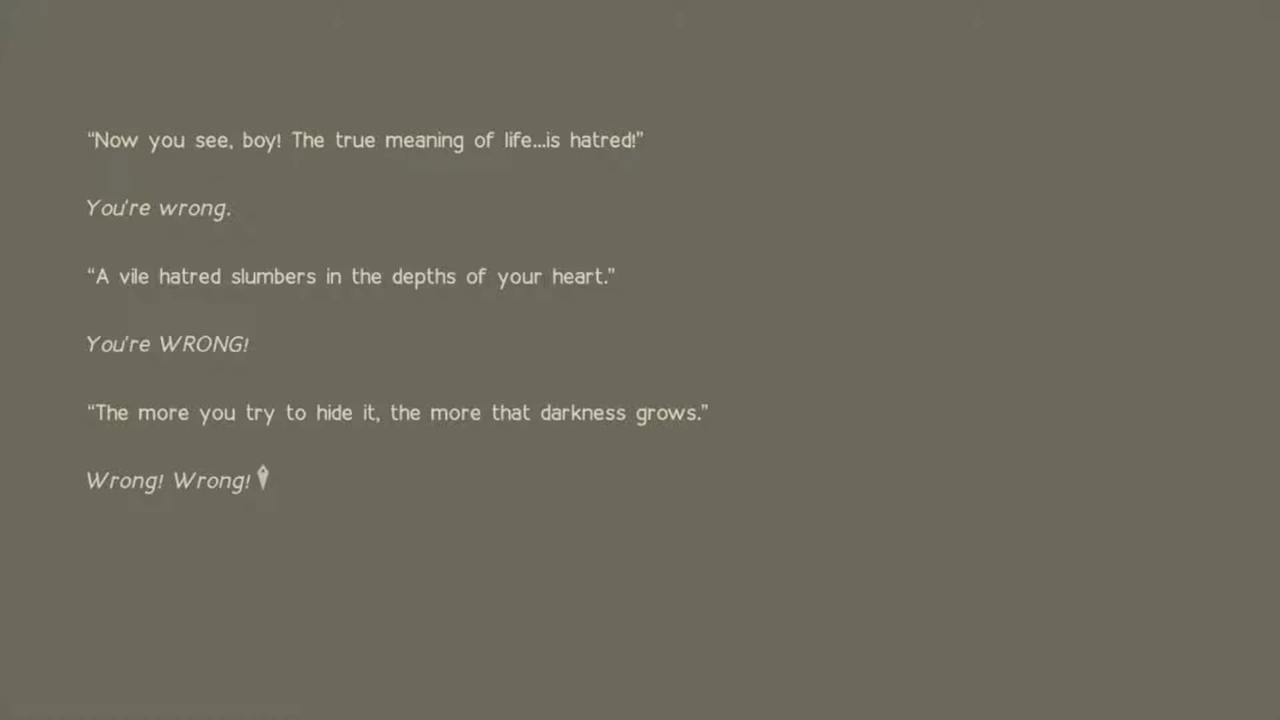 “Now you see, boy! The true meaning of life...is hatred!”
You're wrong.
“A vile hatred slumbers in the depths of your heart.”
You're WRONG!
“The more you try to hide it, the more that darkness grows.”
Wrong! Wrong!